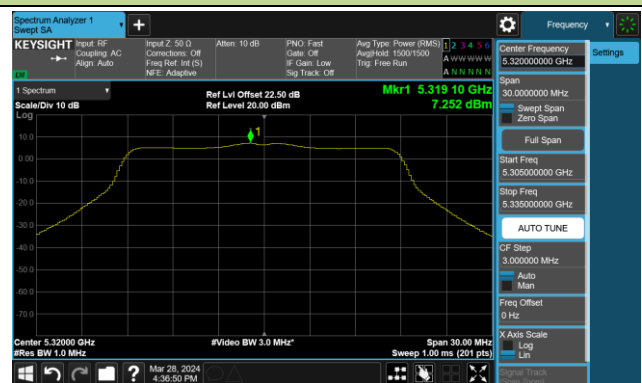 Spectrum Analyzer 1
Swept SA
Frequency
KEYSIGHT
Input: RF
Coupling: AC
Align: Auto
Input Z: 50 Ω
Corrections: Off
Freq Ref: Int (S)
NFE: Adaptive
Atten: 10 dB
PNO: Fast
Gate: Off
IF Gain: Low
Sig Track: Off
Avg Type: Power (RMS)
Avg|Hold: 1500/1500
Trig: Free Run
1 2 3 4 5 6
A W W W W W
A N N N N N
LV
Center Frequency
5.320000000 GHz
Settings
Span
30.0000000 MHz
Swept Span
Zero Span
Full Span
Start Freq
5.305000000 GHz
Stop Freq
5.335000000 GHz
AUTO TUNE
CF Step
3.000000 MHz
Auto
Man
Freq Offset
0 Hz
X Axis Scale
Log
Lin
Signal Track
1 Spectrum
Scale/Div 10 dB
Log
Ref Lvl Offset 22.50 dB
Ref Level 20.00 dBm
Mkr1 5.319 10 GHz
7.252 dBm
1
10.0
0.00
-10.0
-20.0
-30.0
-40.0
-50.0
-60.0
-70.0
Center 5.32000 GHz
#Res BW 1.0 MHz
#Video BW 3.0 MHz*
Span 30.00 MHz
Sweep 1.00 ms (201 pts)
Mar 28, 2024
4:36:50 PM